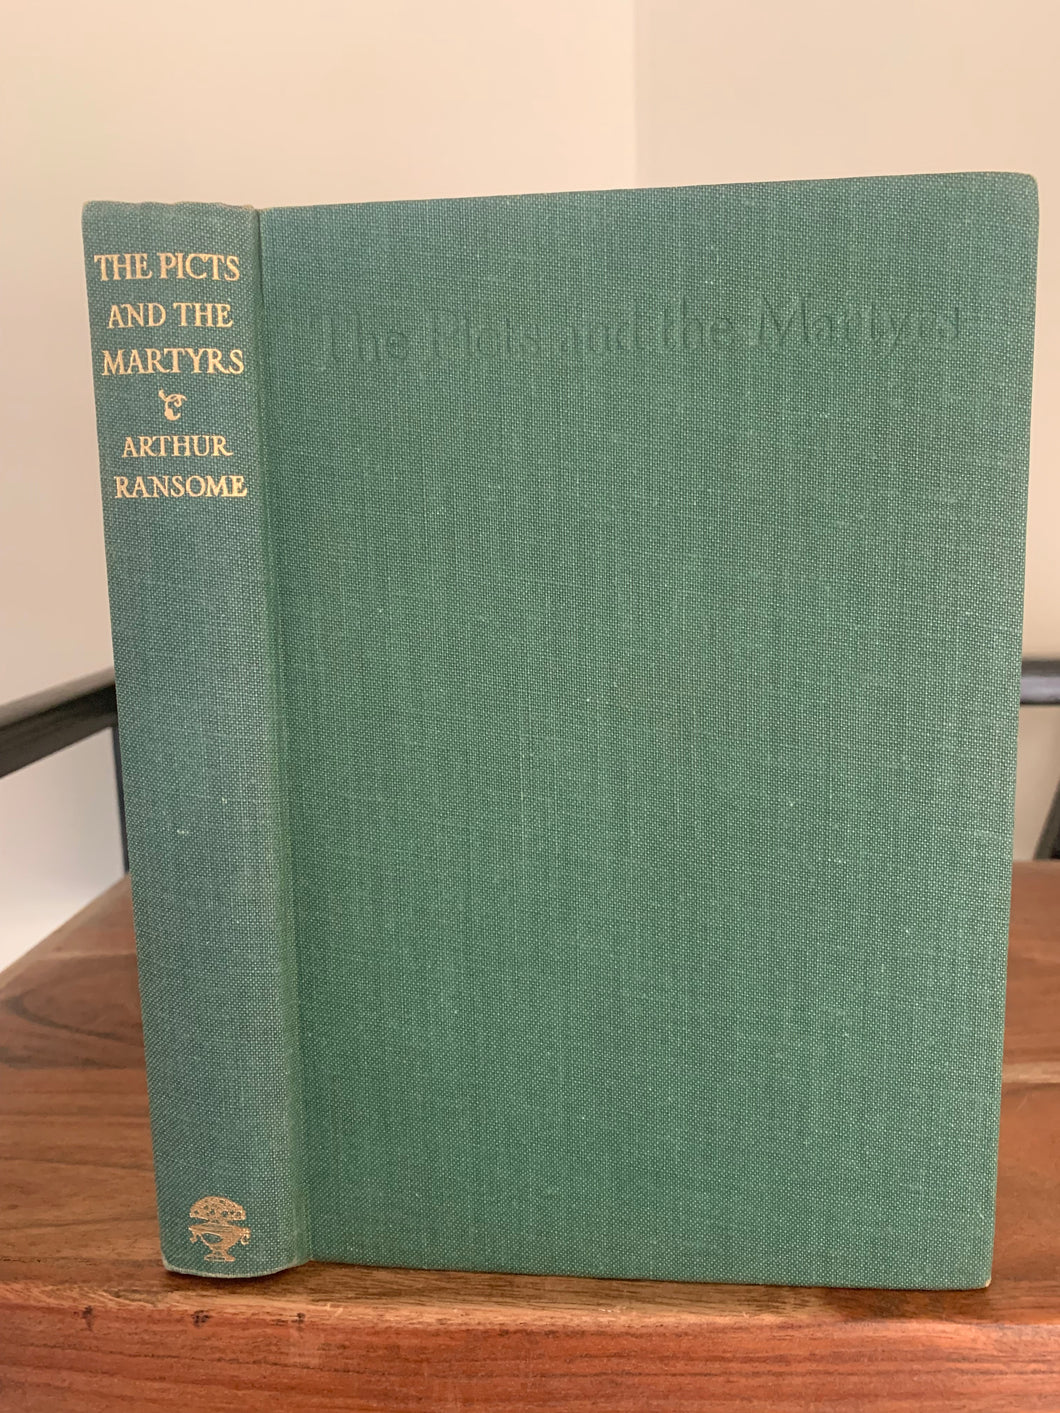 THE PICTS
AND THE
MARTYRS
ARTHUR
RANSOME
The Picts and the Martyrs